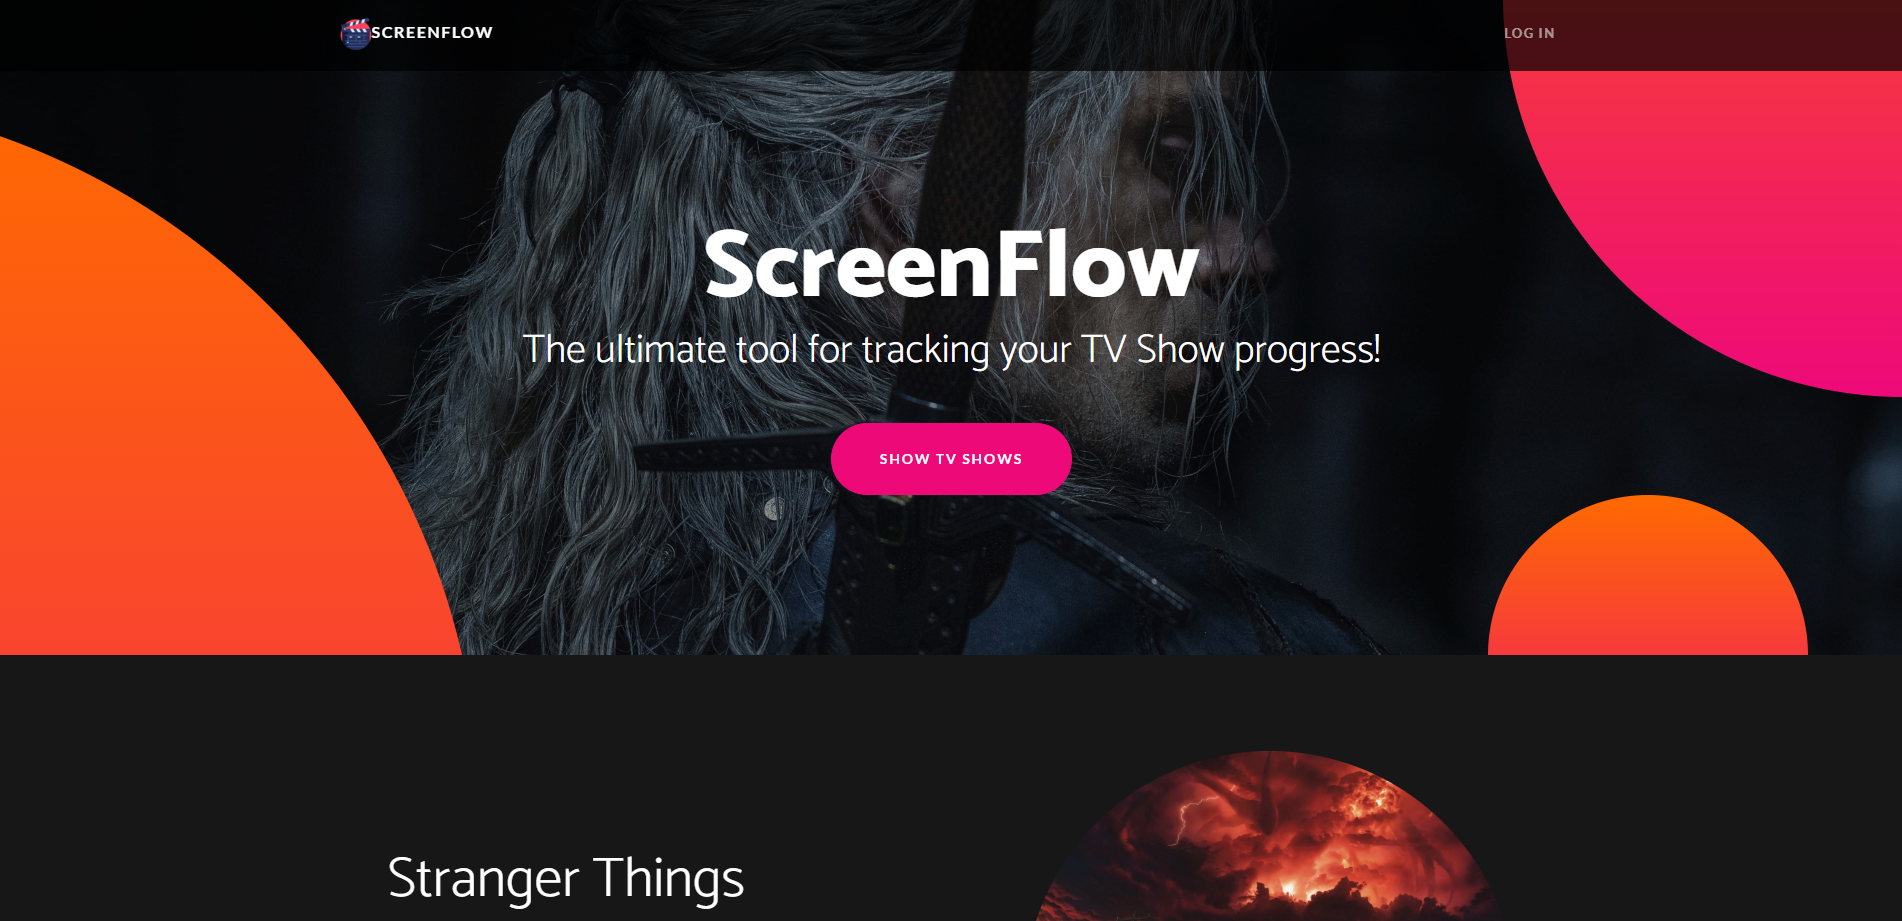 SCREENFLOW
LOG IN
ScreenFlow
The ultimate tool for tracking your TV Show progress!
SHOW TV SHOWS
Stranger Things